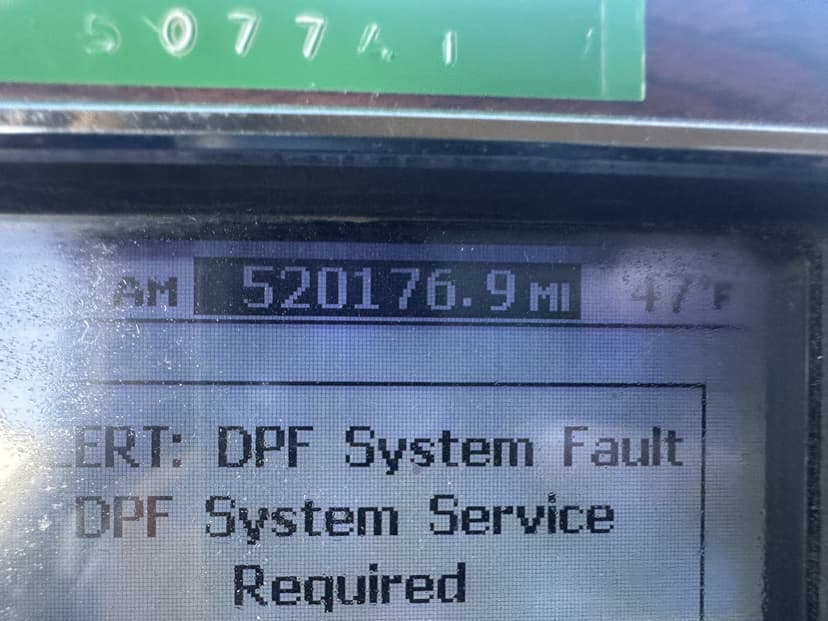 507741
AM 520176.9 MI 47°F
ERT: DPF System Fault
DPF System Service
Required